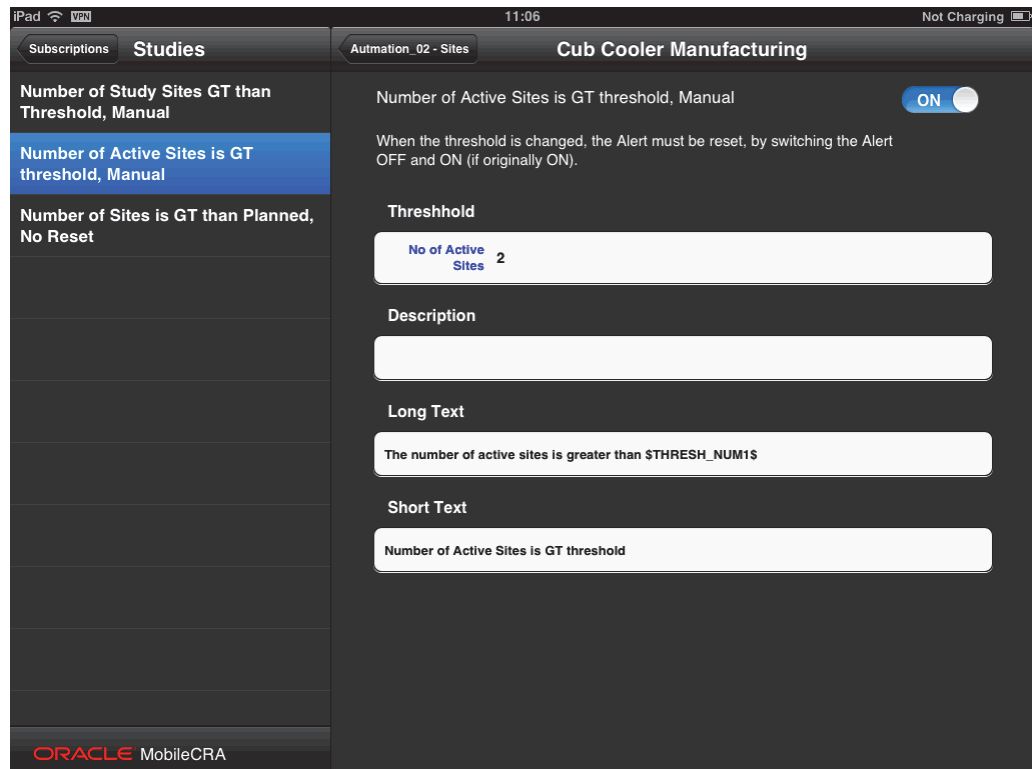 iPad VPN 11:06 Not Charging
Subscriptions Studies
Number of Study Sites GT than
Threshold, Manual
Number of Active Sites is GT
threshold, Manual
Number of Sites is GT than Planned,
No Reset
ORACLE MobileCRA
Autmation_02 - Sites Cub Cooler Manufacturing
Number of Active Sites is GT threshold, Manual ON
When the threshold is changed, the Alert must be reset, by switching the Alert
OFF and ON (if originally ON).
Threshhold
No of Active
Sites 2
Description
Long Text
The number of active sites is greater than $THRESH_NUM1$
Short Text
Number of Active Sites is GT threshold